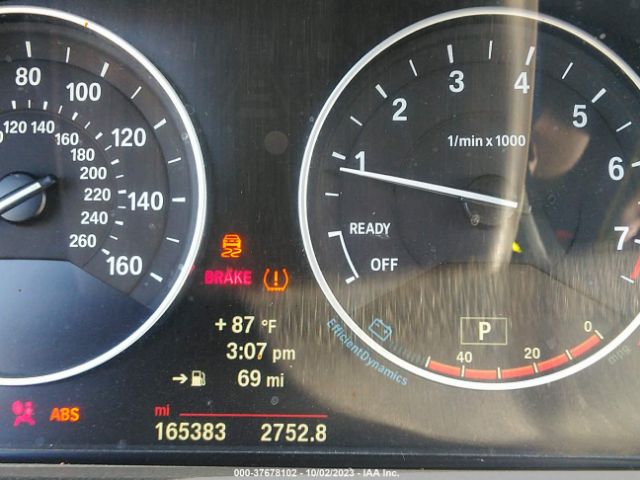 80
100
120
140
160
120 140
160
180
200
220
240
260
1
2
3
4
5
6
7
1/min x 1000
READY
OFF
BRAKE
+ 87 °F
3:07 pm
69 mi
ABS
mi
165383 2752.8
EfficientDynamics
P
40
20
0
mpg
000-37678102 - 10/02/2023 - IAA Inc.